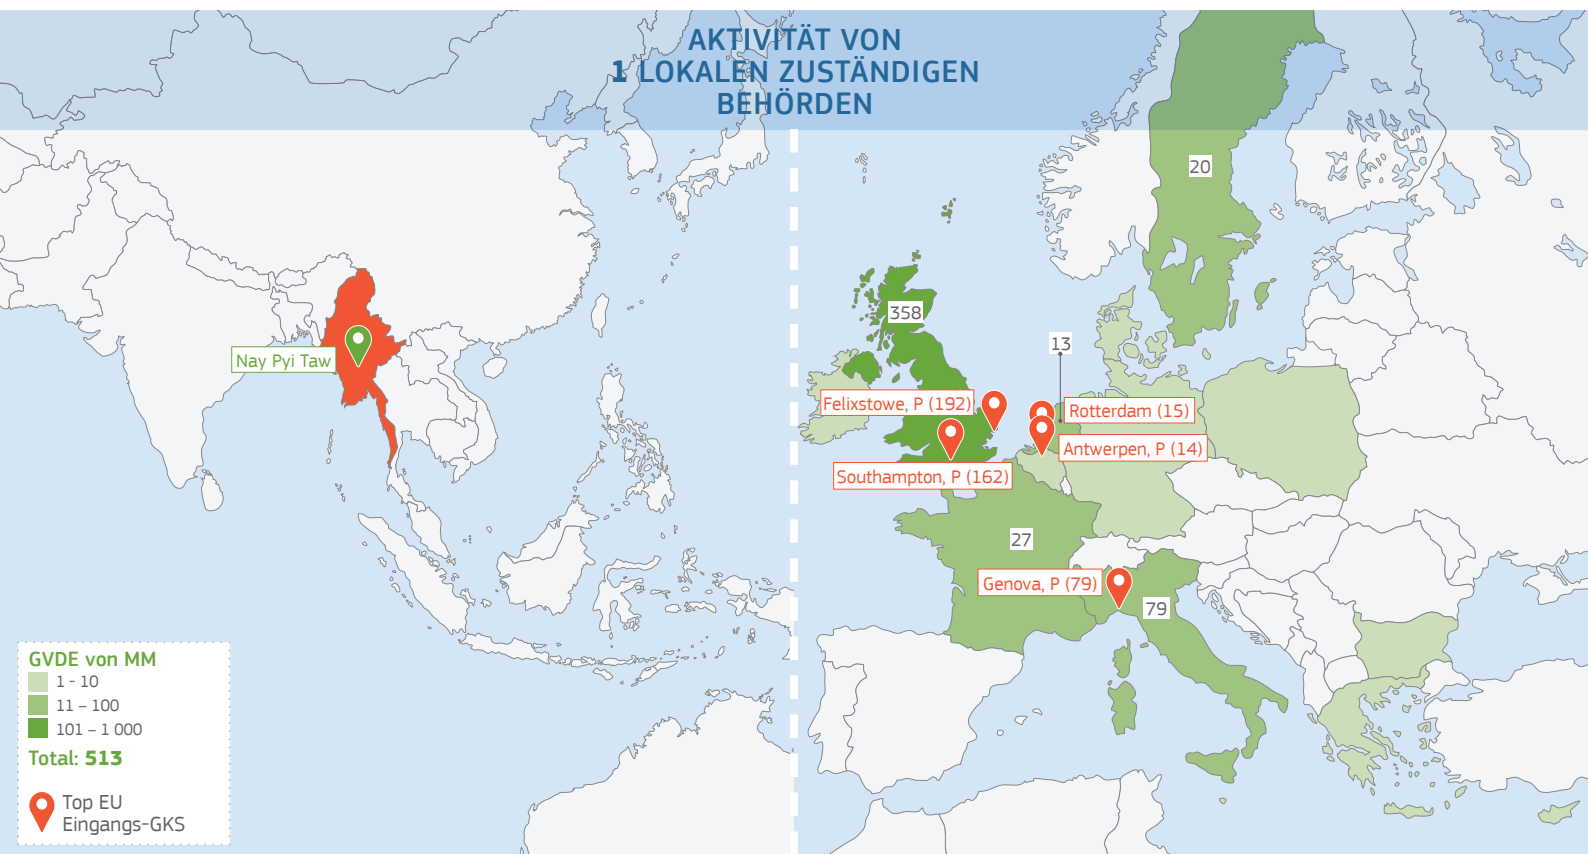 AKTIVITÄT VON
1 LOKALEN ZUSTÄNDIGEN
BEHÖRDEN
20
358
13
Nay Pyi Taw
Felixstowe, P (192)
Rotterdam (15)
Antwerpen, P (14)
Southampton, P (162)
27
Genova, P (79)
79
GVDE von MM
1 - 10
11 – 100
101 – 1 000
Total: 513
Top EU
Eingangs-GKS